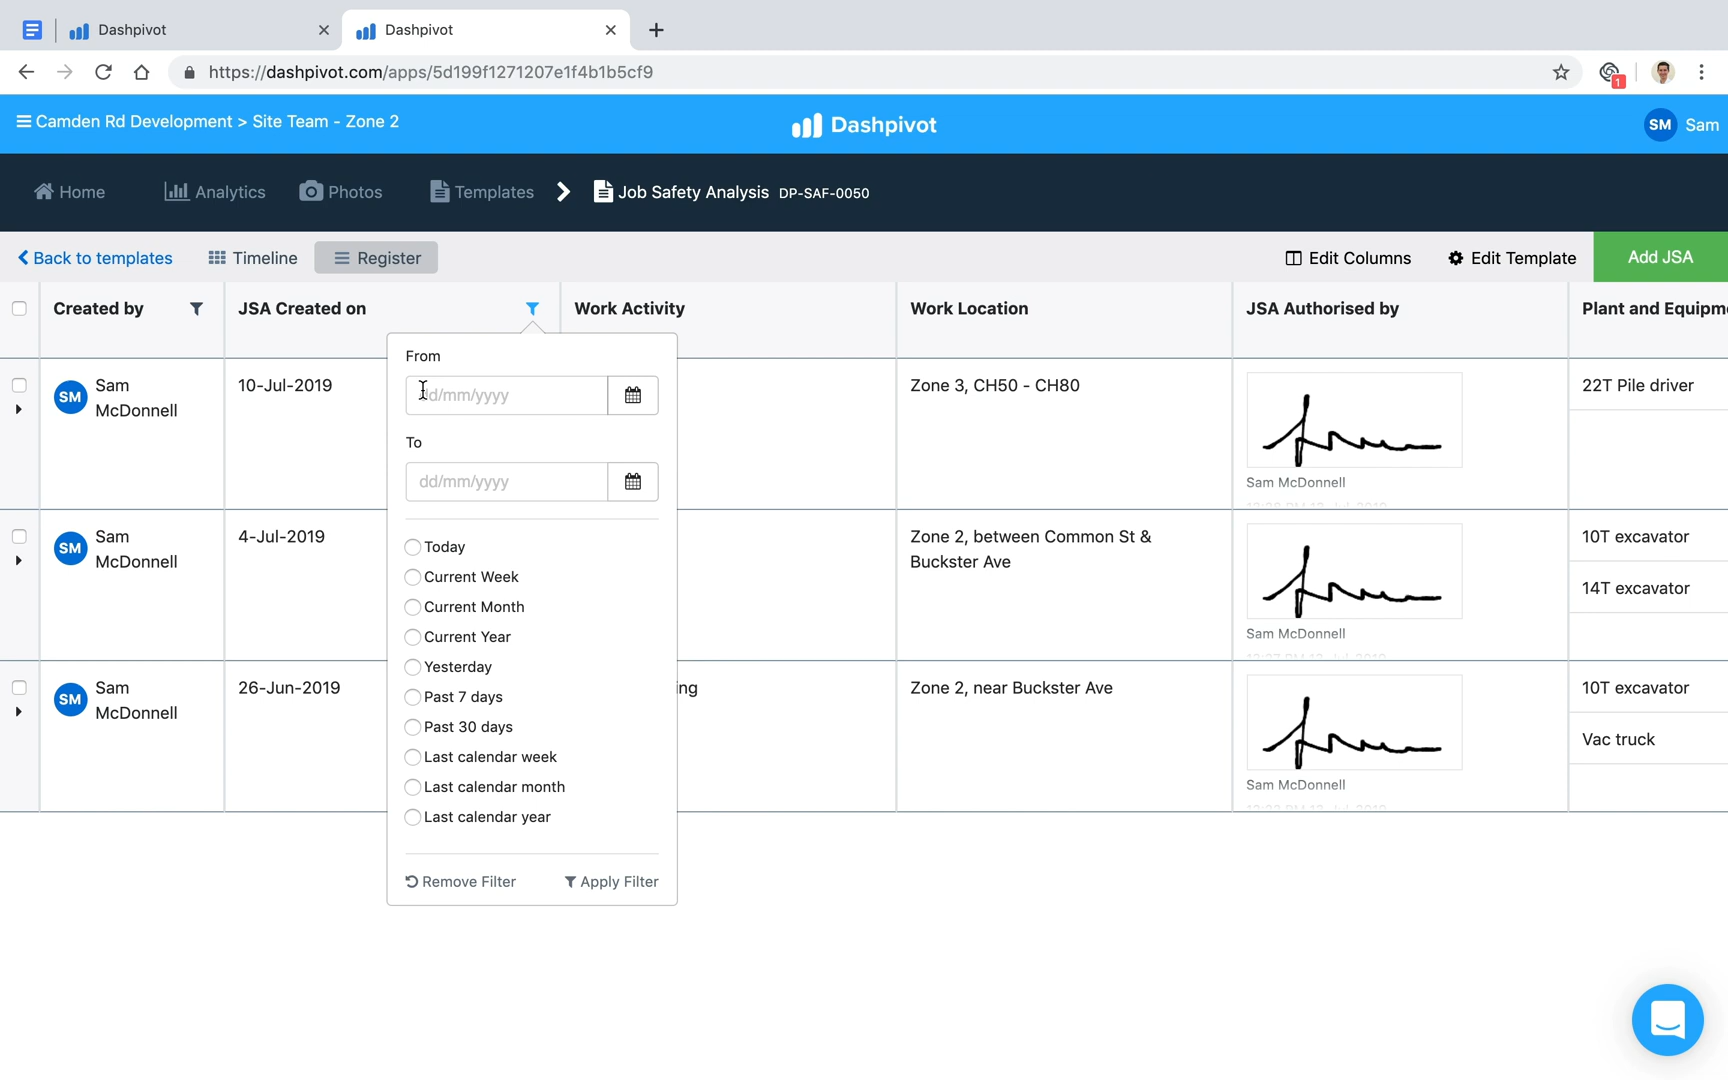 Dashpivot
Dashpivot
https://dashpivot.com/apps/5d199f1271207e1f4b1b5cf9
1
Camden Rd Development > Site Team - Zone 2
Dashpivot
SM Sam
Home Analytics Photos Templates Job Safety Analysis DP-SAF-0050
Back to templates Timeline Register Edit Columns Edit Template Add JSA
Created by JSA Created on Work Activity Work Location JSA Authorised by Plant and Equipm
SM Sam McDonnell
10-Jul-2019
Zone 3, CH50 - CH80
Sam McDonnell
22T Pile driver
SM Sam McDonnell
4-Jul-2019
Zone 2, between Common St &
Buckster Ave
Sam McDonnell
10T excavator
14T excavator
SM Sam McDonnell
26-Jun-2019
ing
Zone 2, near Buckster Ave
Sam McDonnell
10T excavator
Vac truck
From
dd/mm/yyyy
To
dd/mm/yyyy
Today
Current Week
Current Month
Current Year
Yesterday
Past 7 days
Past 30 days
Last calendar week
Last calendar month
Last calendar year
Remove Filter Apply Filter